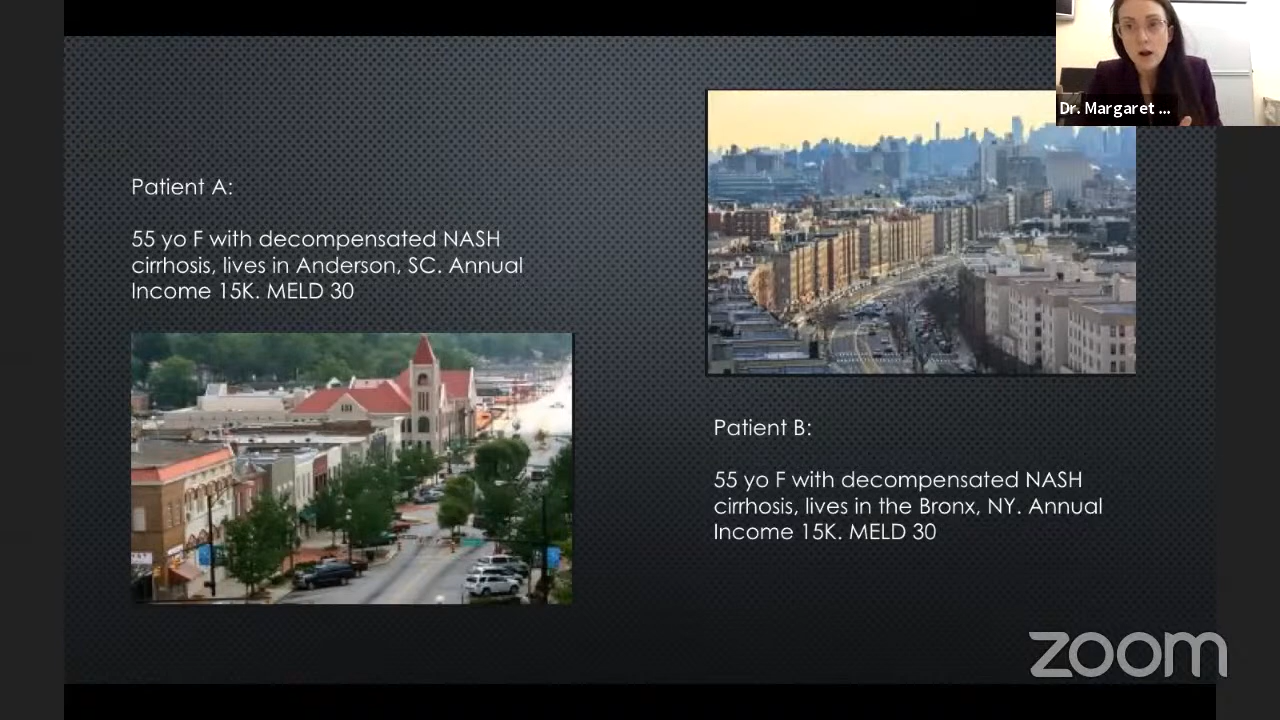 Dr. Margaret ...
Patient A:
55 yo F with decompensated NASH
cirrhosis, lives in Anderson, SC. Annual
Income 15K. MELD 30
Patient B:
55 yo F with decompensated NASH
cirrhosis, lives in the Bronx, NY. Annual
Income 15K. MELD 30
zoom